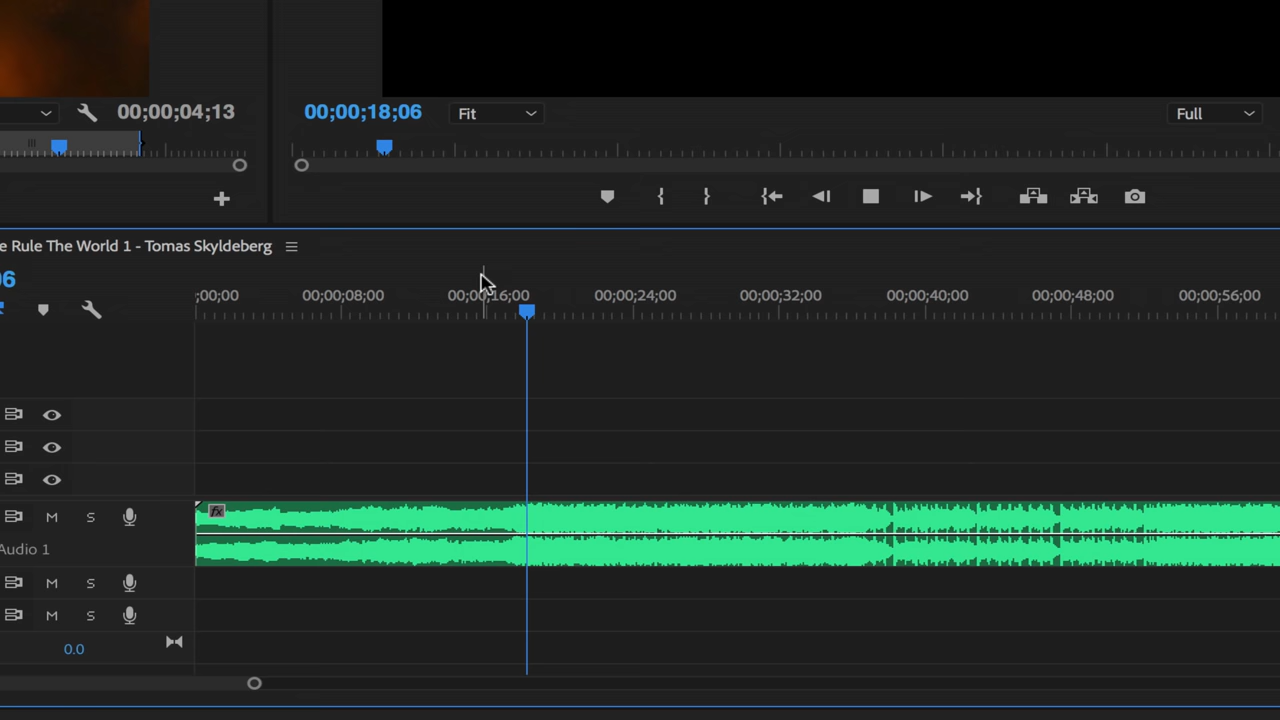 00;00;04;13
00;00;18;06 Fit Full
e Rule The World 1 - Tomas Skyldeberg
06
;00;00 00;00;08;00 00;00;16;00 00;00;24;00 00;00;32;00 00;00;40;00 00;00;48;00 00;00;56;00
fx
M S
Audio 1
M S
M S
0.0